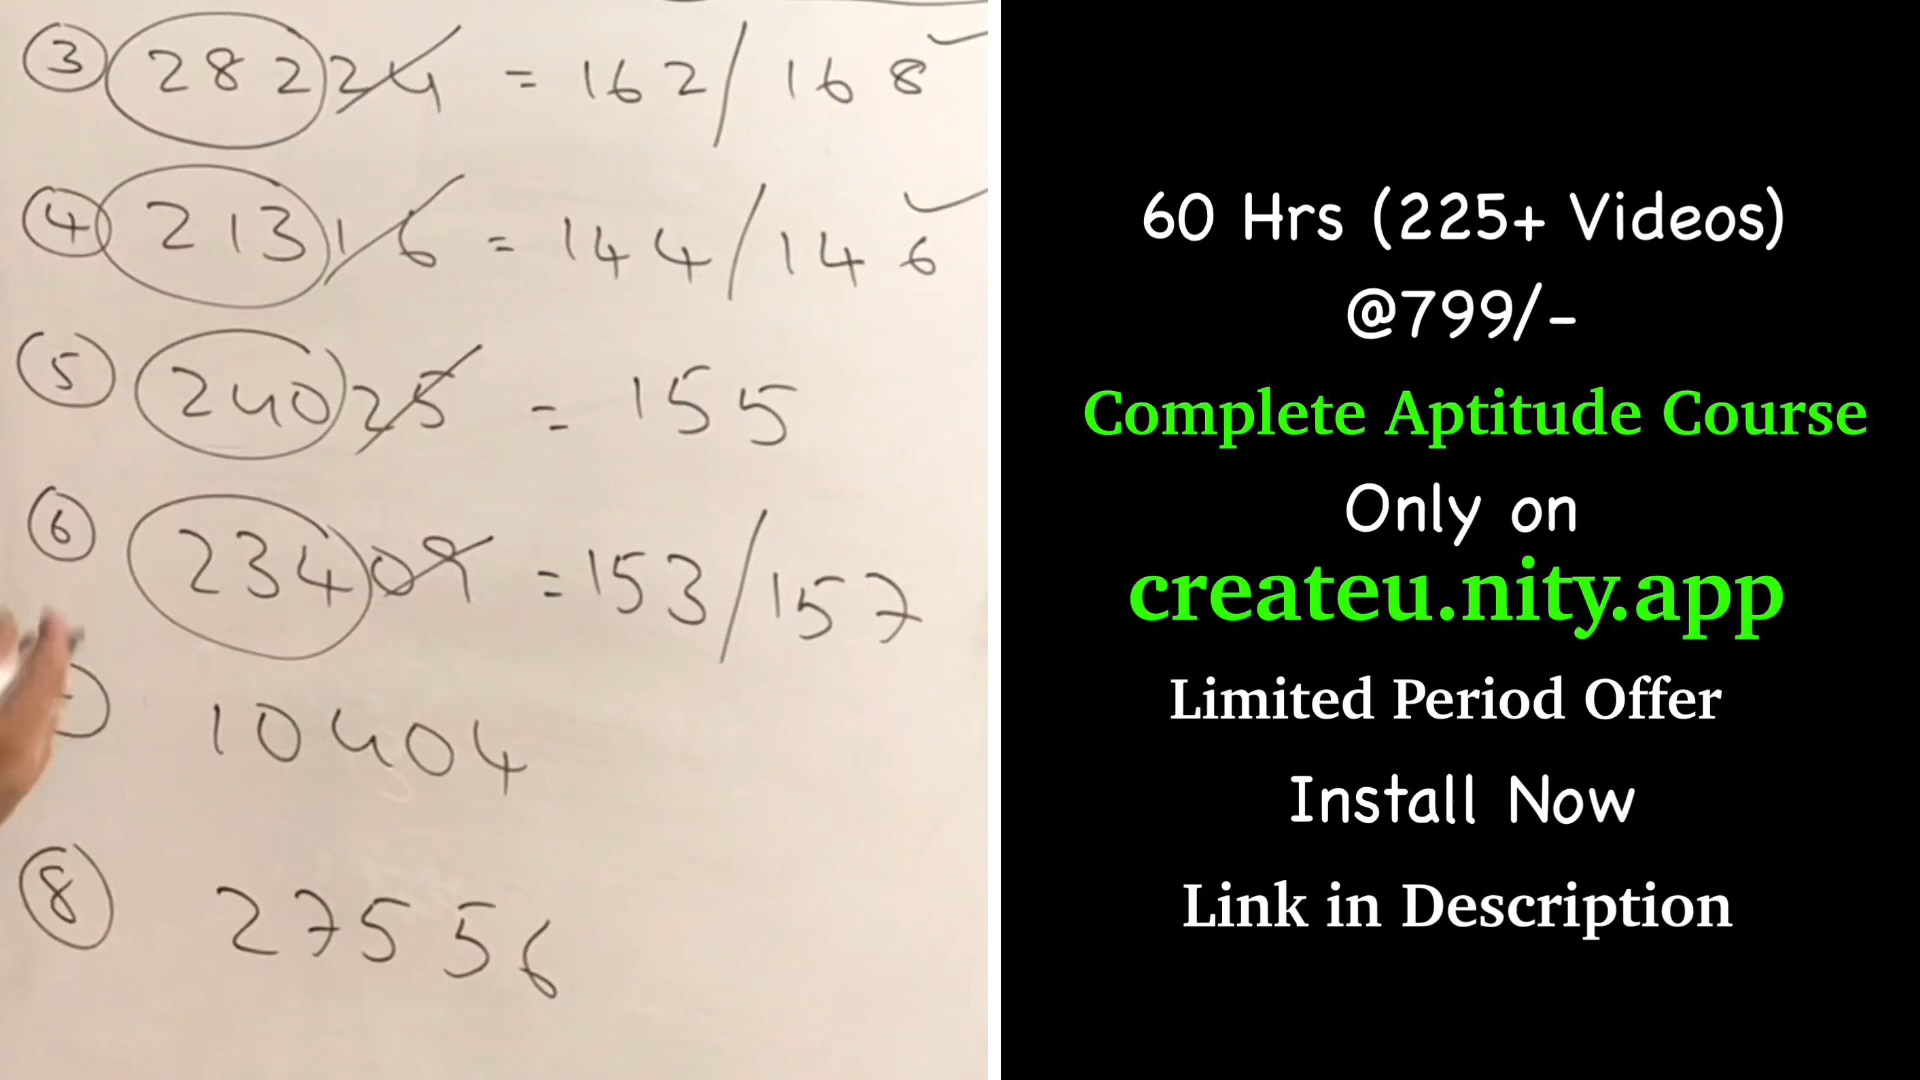 3 28224 = 162/168
4 21316 = 144/146
5 24025 = 155
6 23409 = 153/157
10404
8 27556
60 Hrs (225+ Videos)
@799/-
Complete Aptitude Course
Only on
createu.nity.app
Limited Period Offer
Install Now
Link in Description